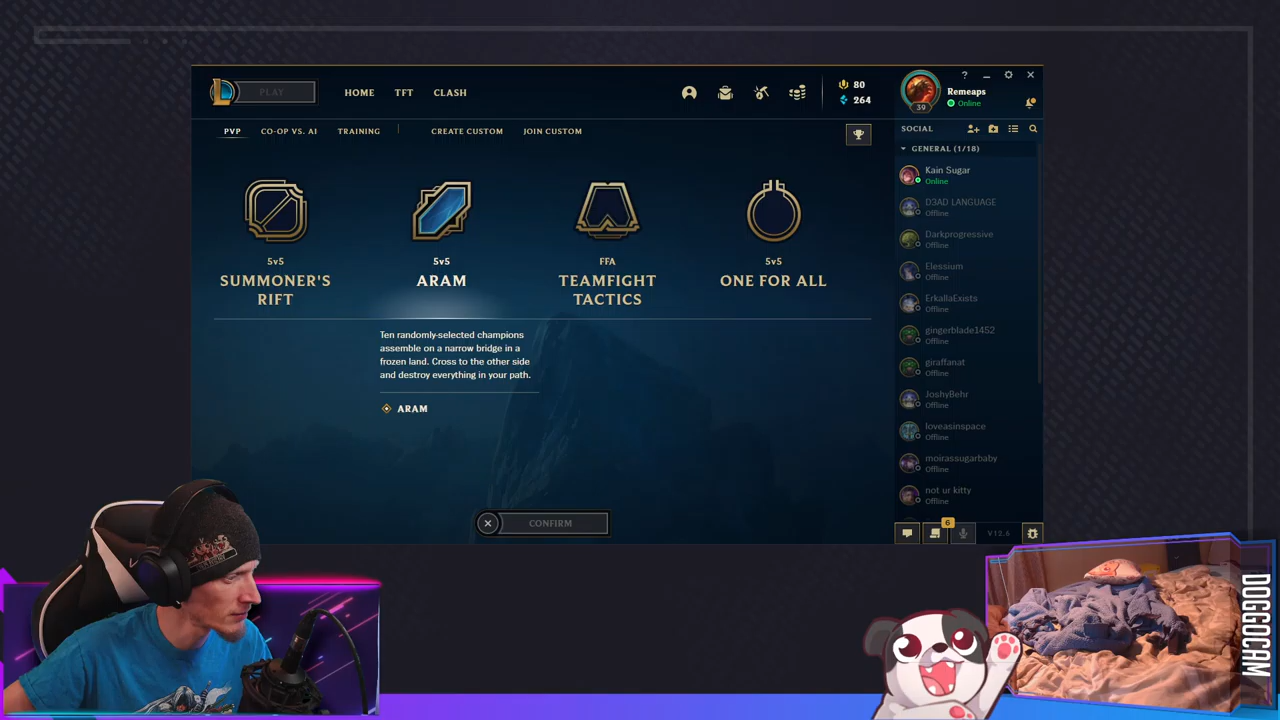 PLAY
HOME
TFT
CLASH
80
264
?
39
Remeaps
Online
PVP
CO-OP VS. AI
TRAINING
CREATE CUSTOM
JOIN CUSTOM
SOCIAL
GENERAL (1/18)
5v5
SUMMONER'S
RIFT
5v5
ARAM
FFA
TEAMFIGHT
TACTICS
5v5
ONE FOR ALL
Ten randomly-selected champions
assemble on a narrow bridge in a
frozen land. Cross to the other side
and destroy everything in your path.
ARAM
CONFIRM
Kain Sugar
Online
D3AD LANGUAGE
Offline
Darkprogressive
Offline
Elessium
Offline
ErkallaExists
Offline
gingerblade1452
Offline
giraffanat
Offline
JoshyBehr
Offline
loveasinspace
Offline
moirassugarbaby
Offline
not ur kitty
Offline
6
V12.6
DOGGOCAM